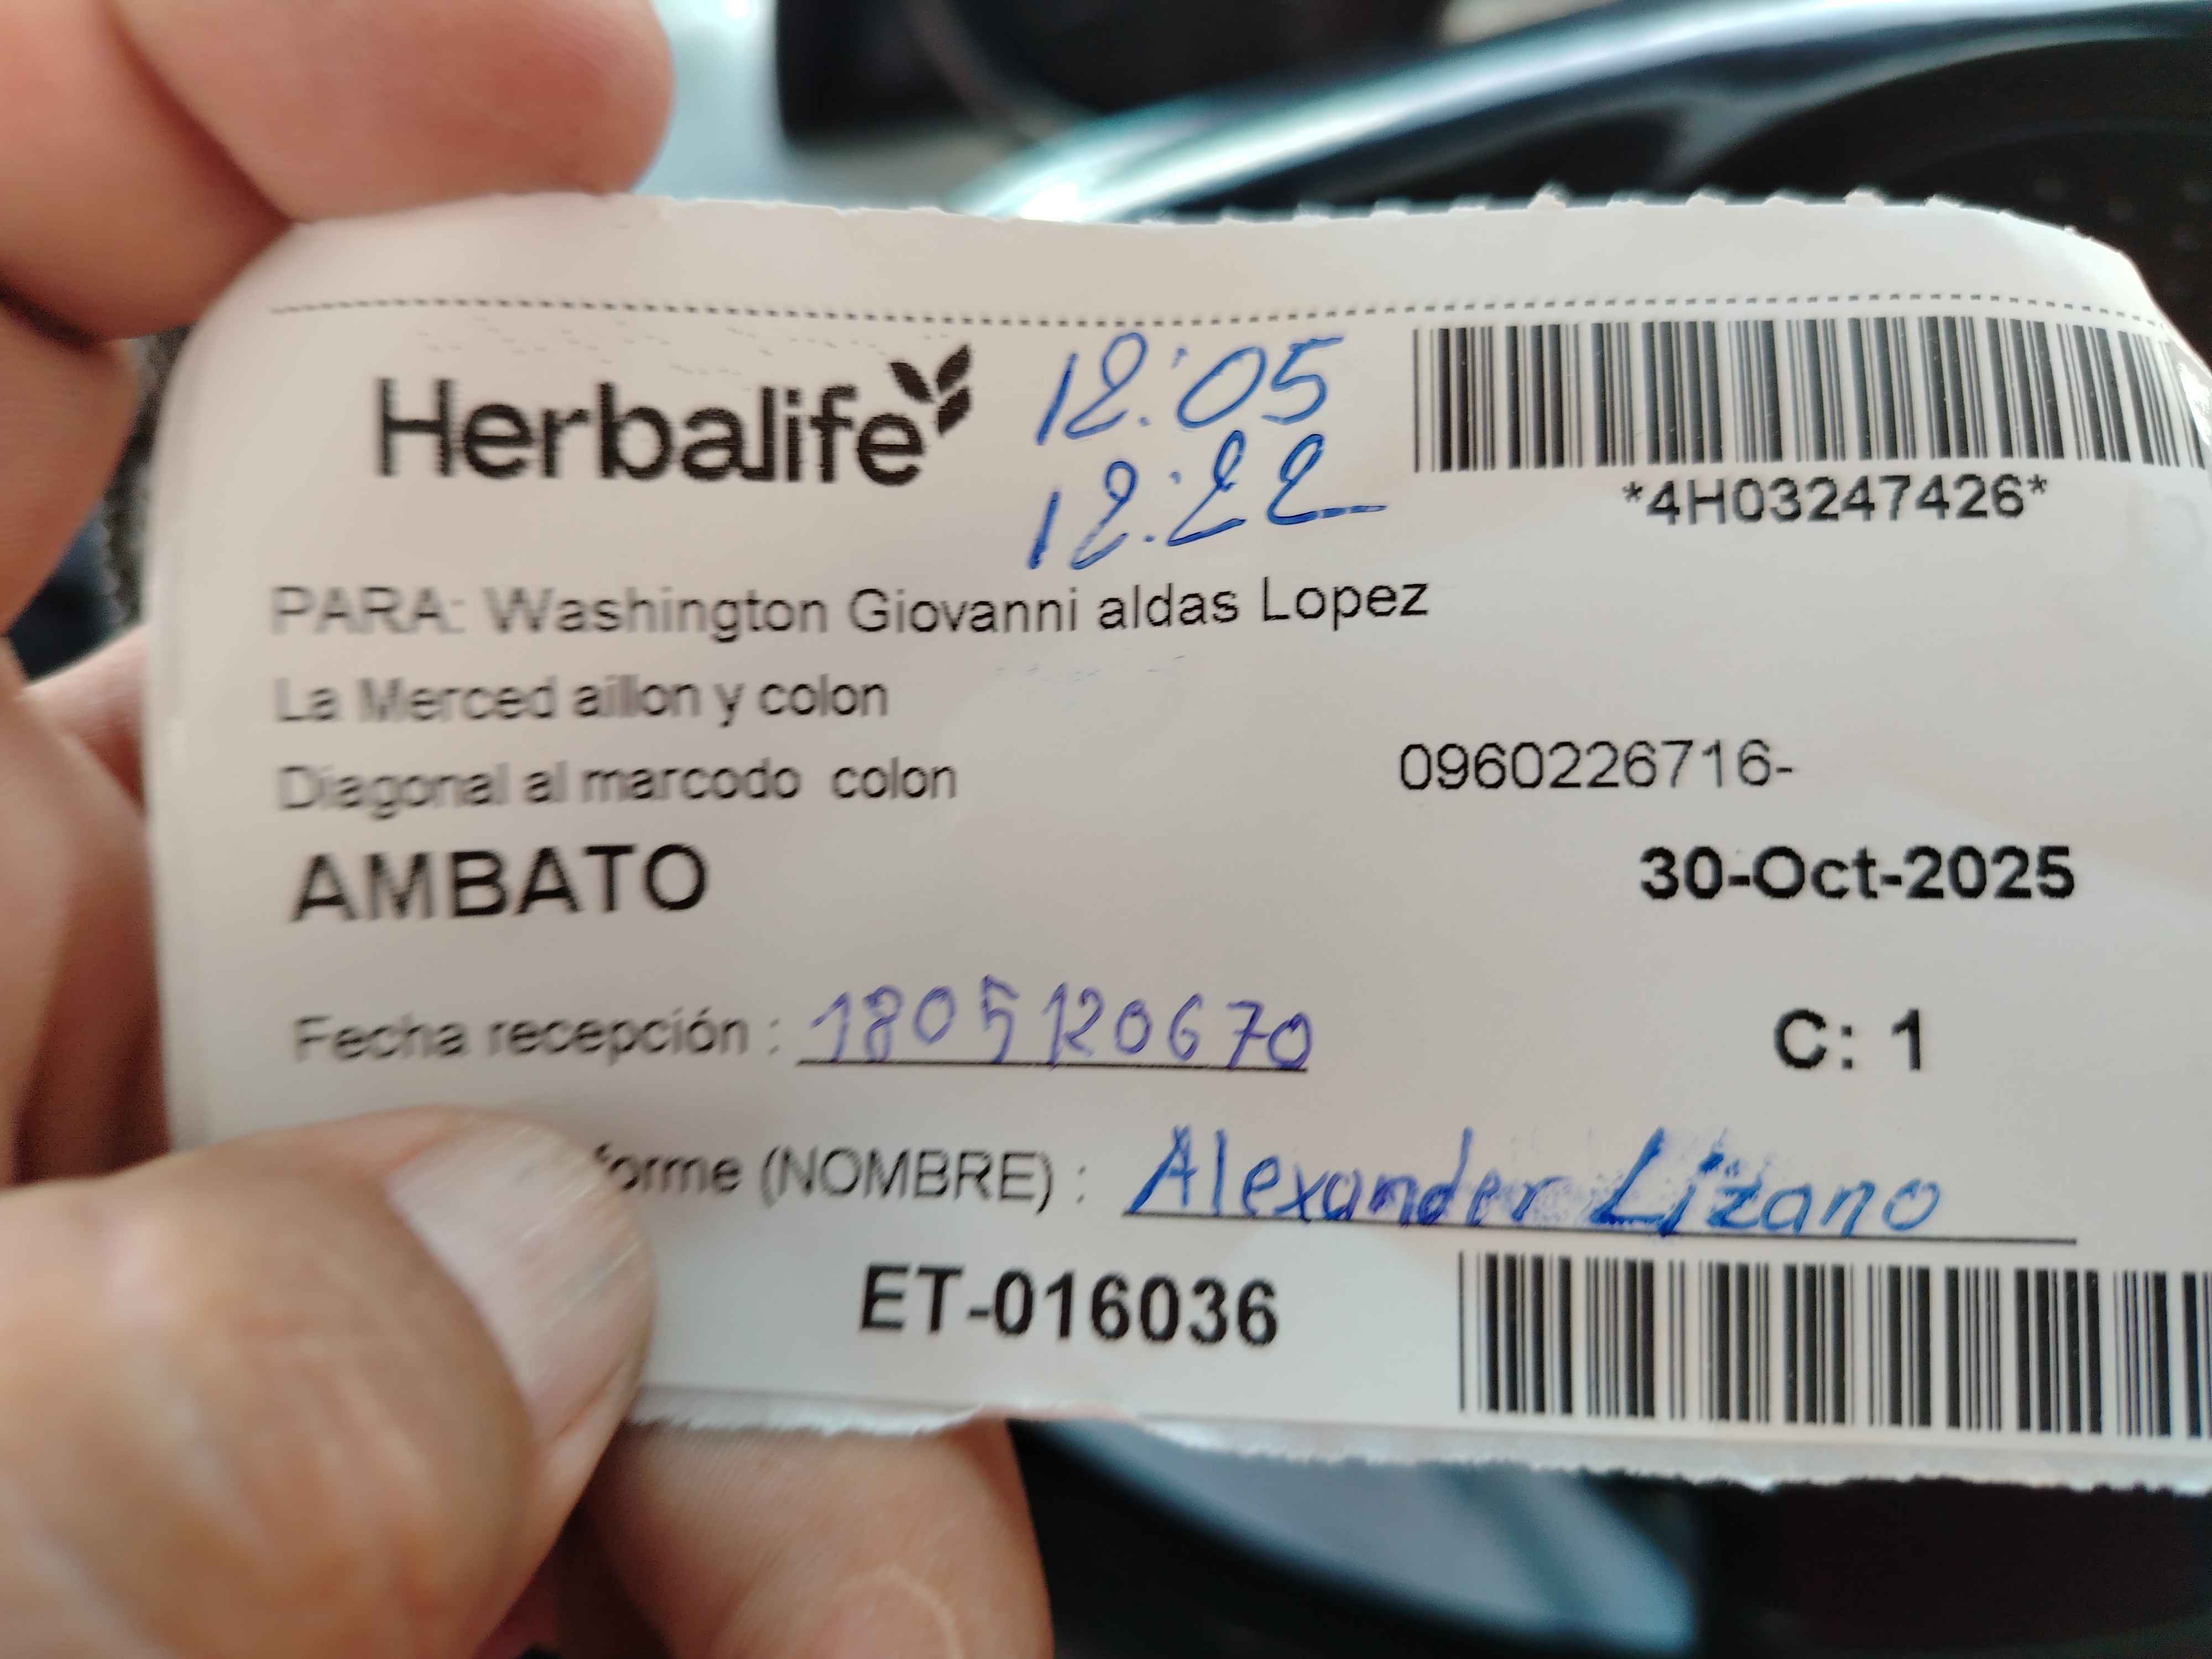 Herbalife
12:05
12:22
*4H03247426*
PARA: Washington Giovanni aldas Lopez
La Merced aillon y colon
Diagonal al marcodo colon
0960226716-
AMBATO
30-Oct-2025
Fecha recepción : 1805120670
C: 1
forme (NOMBRE) : Alexander Lizano
ET-016036